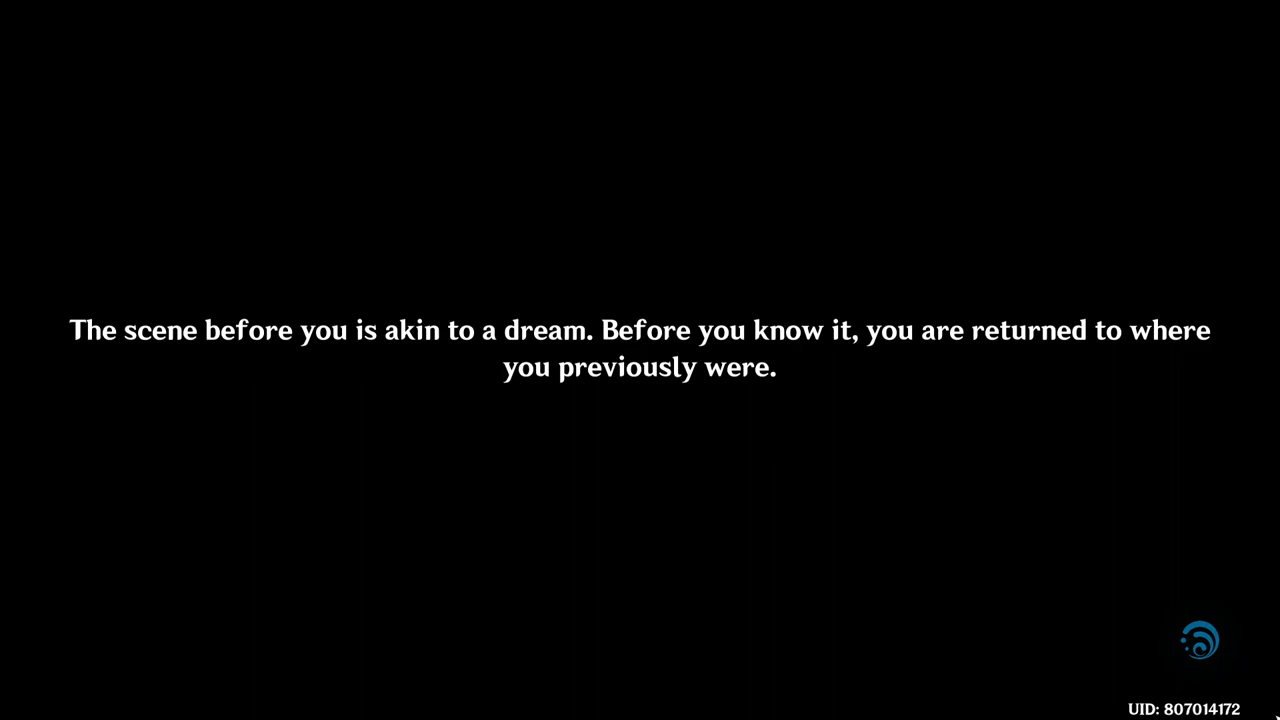 The scene before you is akin to a dream. Before you know it, you are returned to where
you previously were.
UID: 807014172